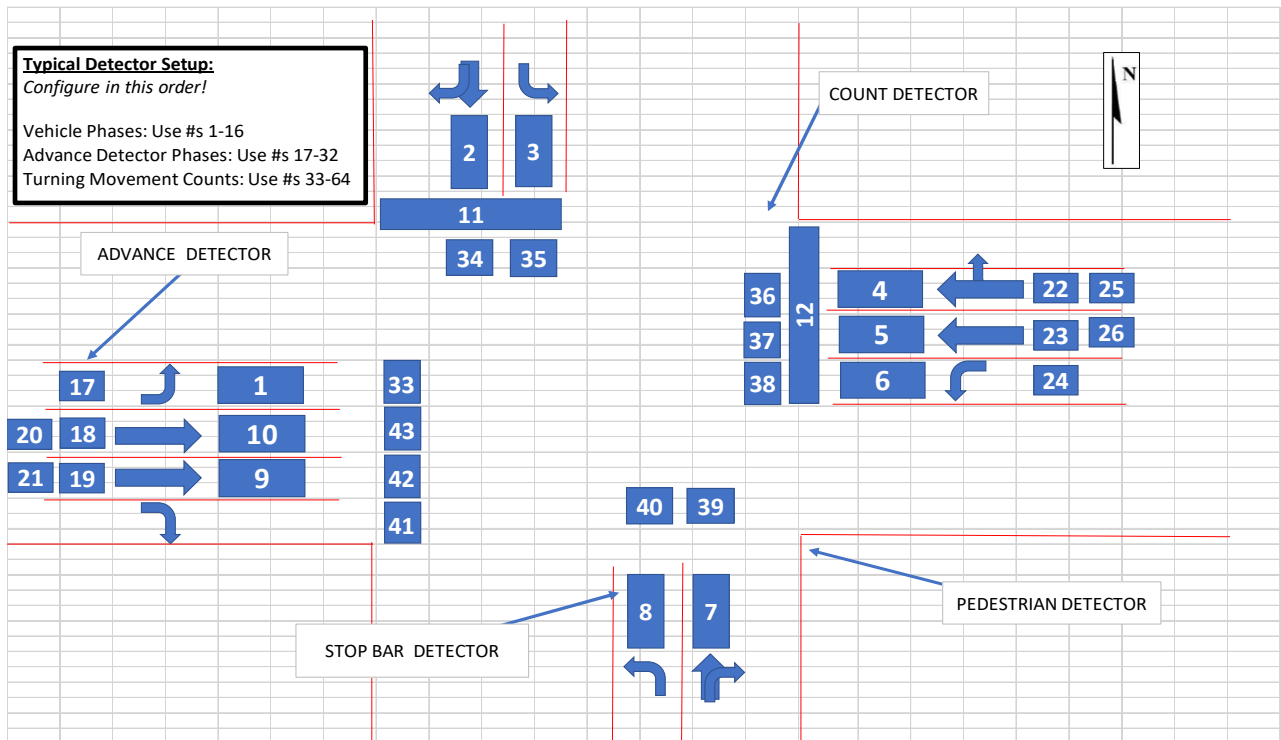 Typical Detector Setup:
Configure in this order!
Vehicle Phases: Use #s 1-16
Advance Detector Phases: Use #s 17-32
Turning Movement Counts: Use #s 33-64
N
COUNT DETECTOR
2 3
11
34 35
ADVANCE DETECTOR
36 12 4 22 25
37 5 23 26
38 6 24
17 1 33
20 18 10 43
21 19 9 42
41
40 39
8 7
PEDESTRIAN DETECTOR
STOP BAR DETECTOR